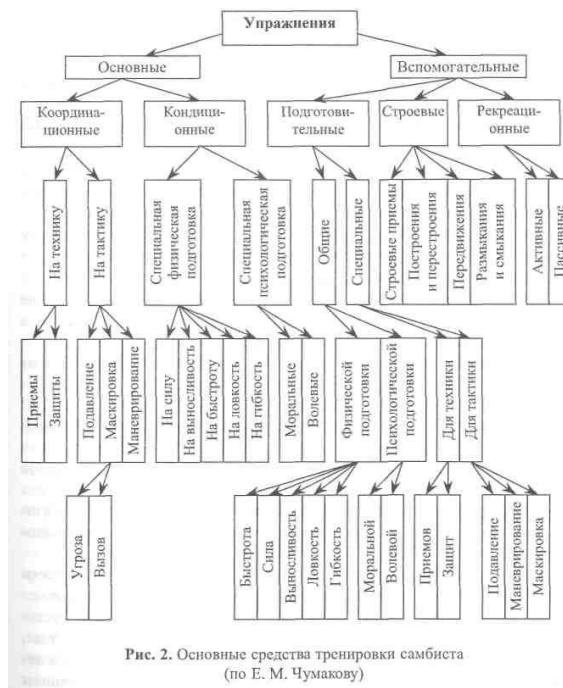 Упражнения
Основные
Вспомогательные
Координа-
ционные
Кондици-
онные
Подготови-
тельные
Строевые
Рекреаци-
онные
На технику
На тактику
Специальная
физическая
подготовка
Специальная
психологическая
подготовка
Общие
Специальные
Строевые приемы
Построения
и перестроения
Передвижения
Размыкания
и смыкания
Активные
Пассивные
Приемы
Защиты
Подавление
Маскировка
Маневрирование
На силу
На выносливость
На быстроту
На ловкость
На гибкость
Моральные
Волевые
Физической
подготовки
Психологической
подготовки
Для техники
Для тактики
Угроза
Вызов
Быстрота
Сила
Выносливость
Ловкость
Гибкость
Моральной
Волевой
Приемов
Защит
Подавление
Маневрирование
Маскировка
Рис. 2. Основные средства тренировки самбиста
(по Е. М. Чумакову)